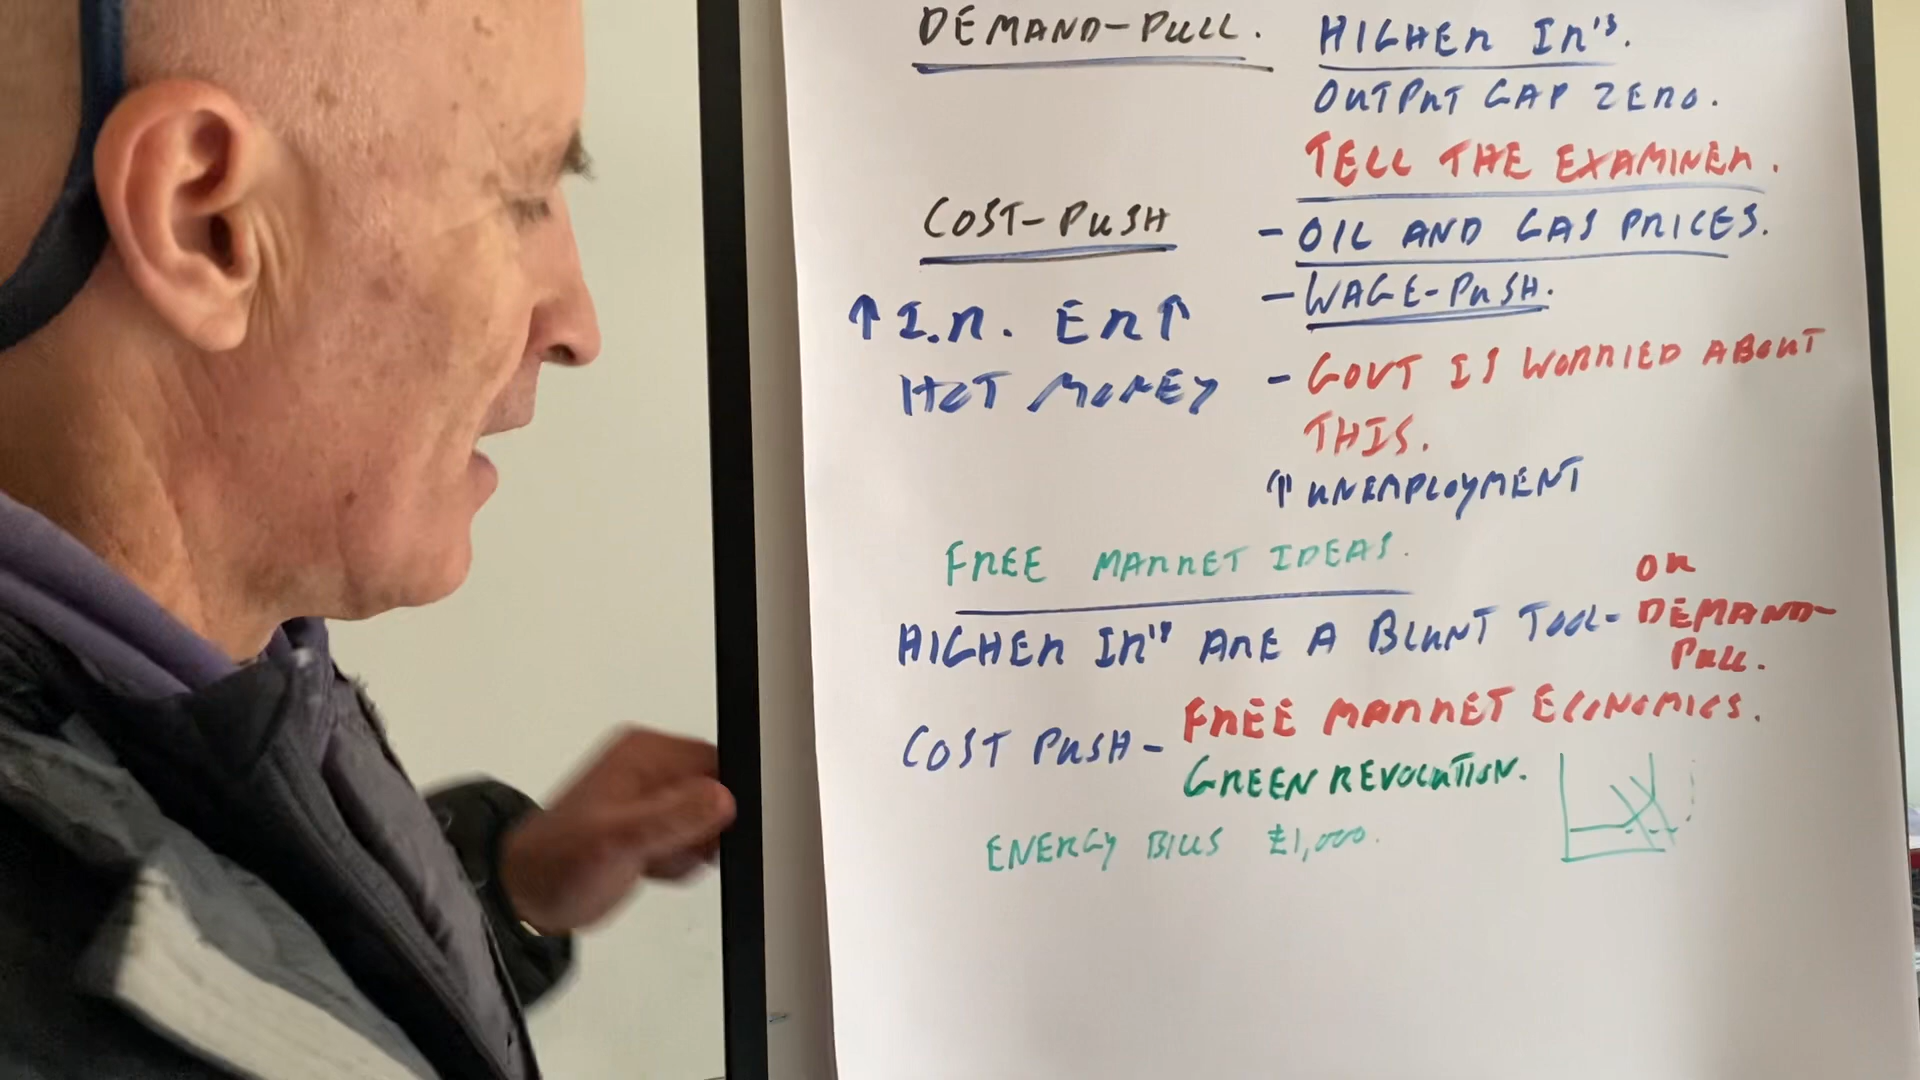 DEMAND-PULL.
HIGHER IR'S.
OUTPUT GAP ZERO.
TELL THE EXAMINER.
COST-PUSH
- OIL AND GAS PRICES.
- WAGE-PUSH.
↑ I.R. ER↑
HOT MONEY
- GOVT IS WORRIED ABOUT
THIS.
↑ UNEMPLOYMENT
FREE MARKET IDEAS.
HIGHER IR'S ARE A BLUNT TOOL- OK
DEMAND-
PULL.
COST PUSH - FREE MARKET ECONOMICS.
GREEN REVOLUTION.
ENERGY BILLS £1,000.